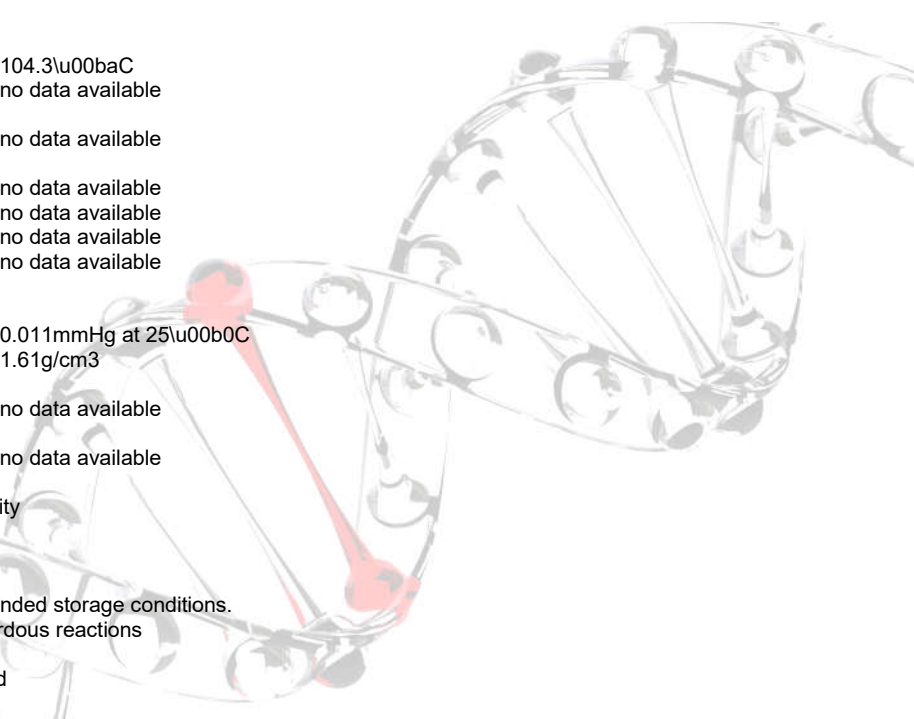 104.3\u00baC
no data available
no data available
no data available
no data available
no data available
no data available
0.011mmHg at 25\u00b0C
1.61g/cm3
no data available
no data available
ity
nded storage conditions.
rdous reactions
d